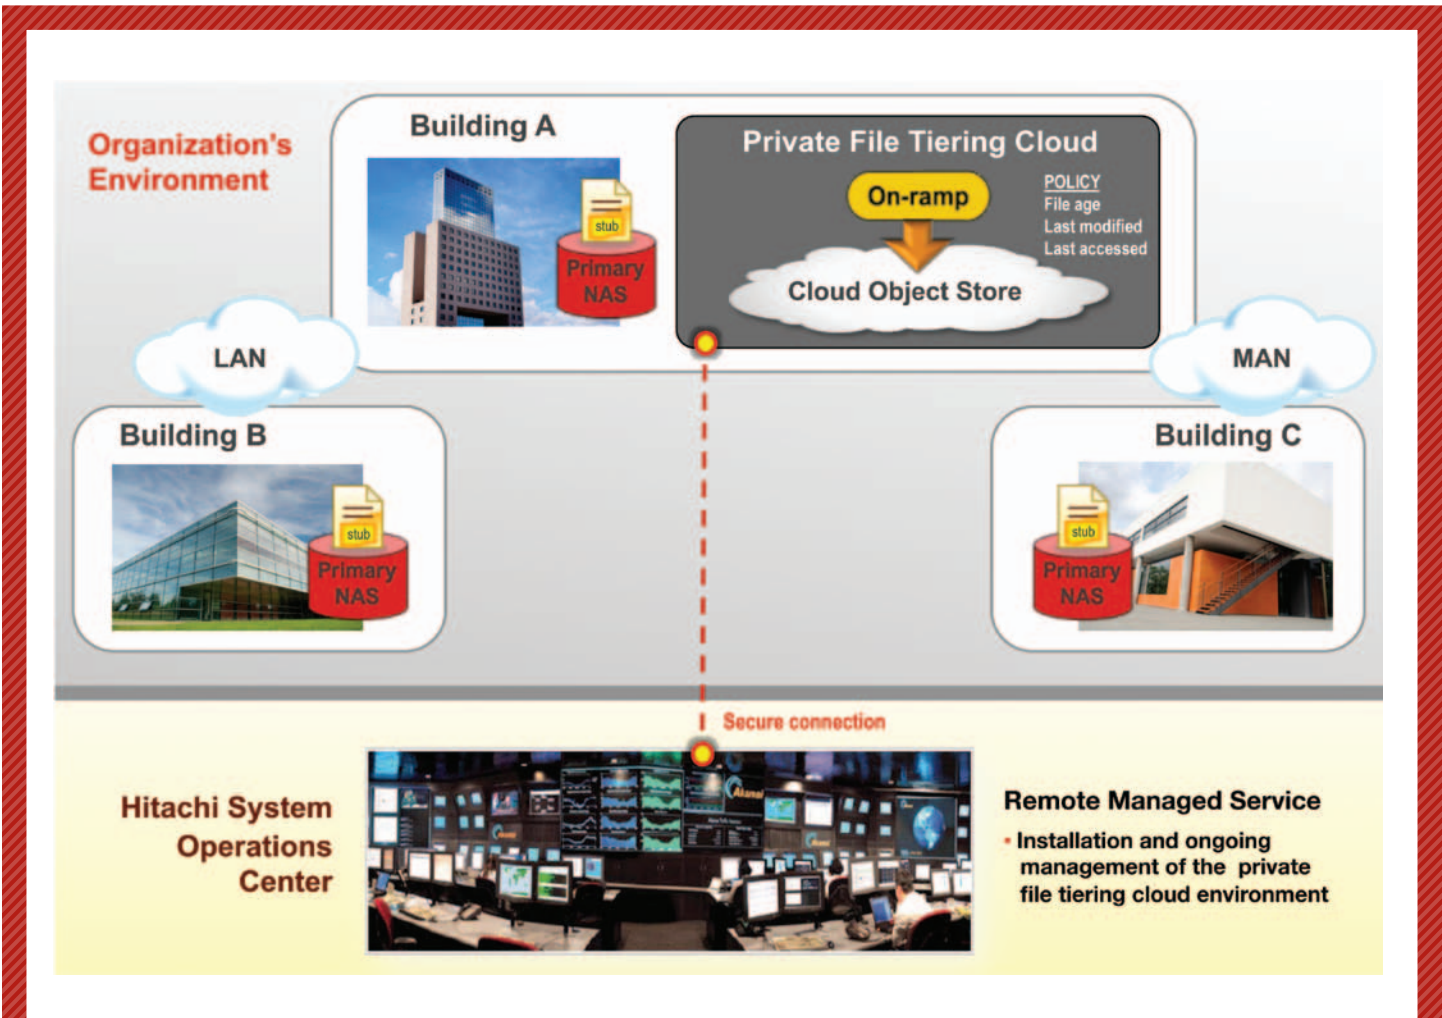 Organization's
Environment
Building A
stub
Primary
NAS
Private File Tiering Cloud
On-ramp
POLICY
File age
Last modified
Last accessed
Cloud Object Store
LAN
MAN
Building B
stub
Primary
NAS
Building C
stub
Primary
NAS
Secure connection
Hitachi System
Operations
Center
Akamai
Akamai
Remote Managed Service
• Installation and ongoing
management of the private
file tiering cloud environment